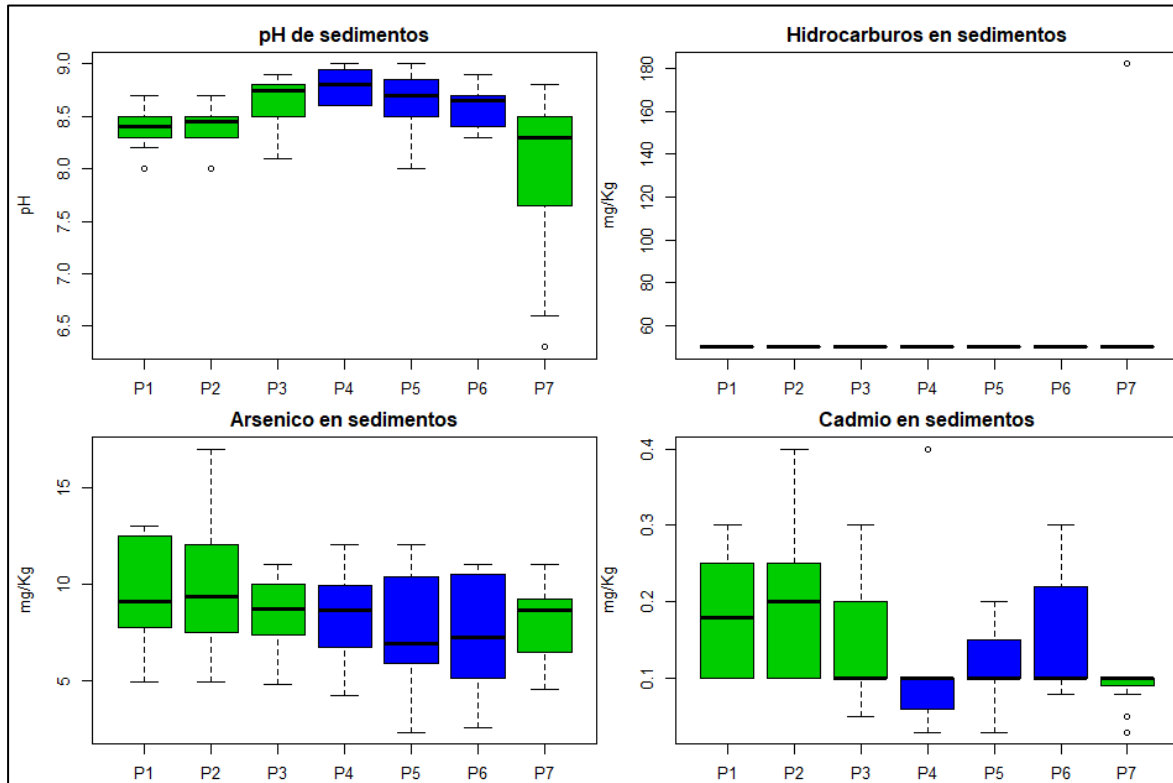 pH de sedimentos
9.0
8.5
8.0
7.5
7.0
6.5
pH
P1 P2 P3 P4 P5 P6 P7
Hidrocarburos en sedimentos
180
160
140
120
100
80
60
mg/Kg
P1 P2 P3 P4 P5 P6 P7
Arsenico en sedimentos
15
10
5
mg/Kg
P1 P2 P3 P4 P5 P6 P7
Cadmio en sedimentos
0.4
0.3
0.2
0.1
mg/Kg
P1 P2 P3 P4 P5 P6 P7